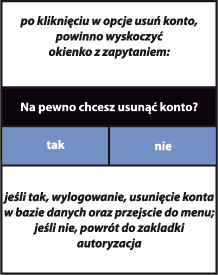 po kliknięciu w opcje usuń konto,
powinno wyskoczyć
okienko z zapytaniem:
Na pewno chcesz usunąć konto?
tak
nie
jeśli tak, wylogowanie, usunięcie konta
w bazie danych oraz przejscie do menu;
jeśli nie, powrót do zakladki
autoryzacja